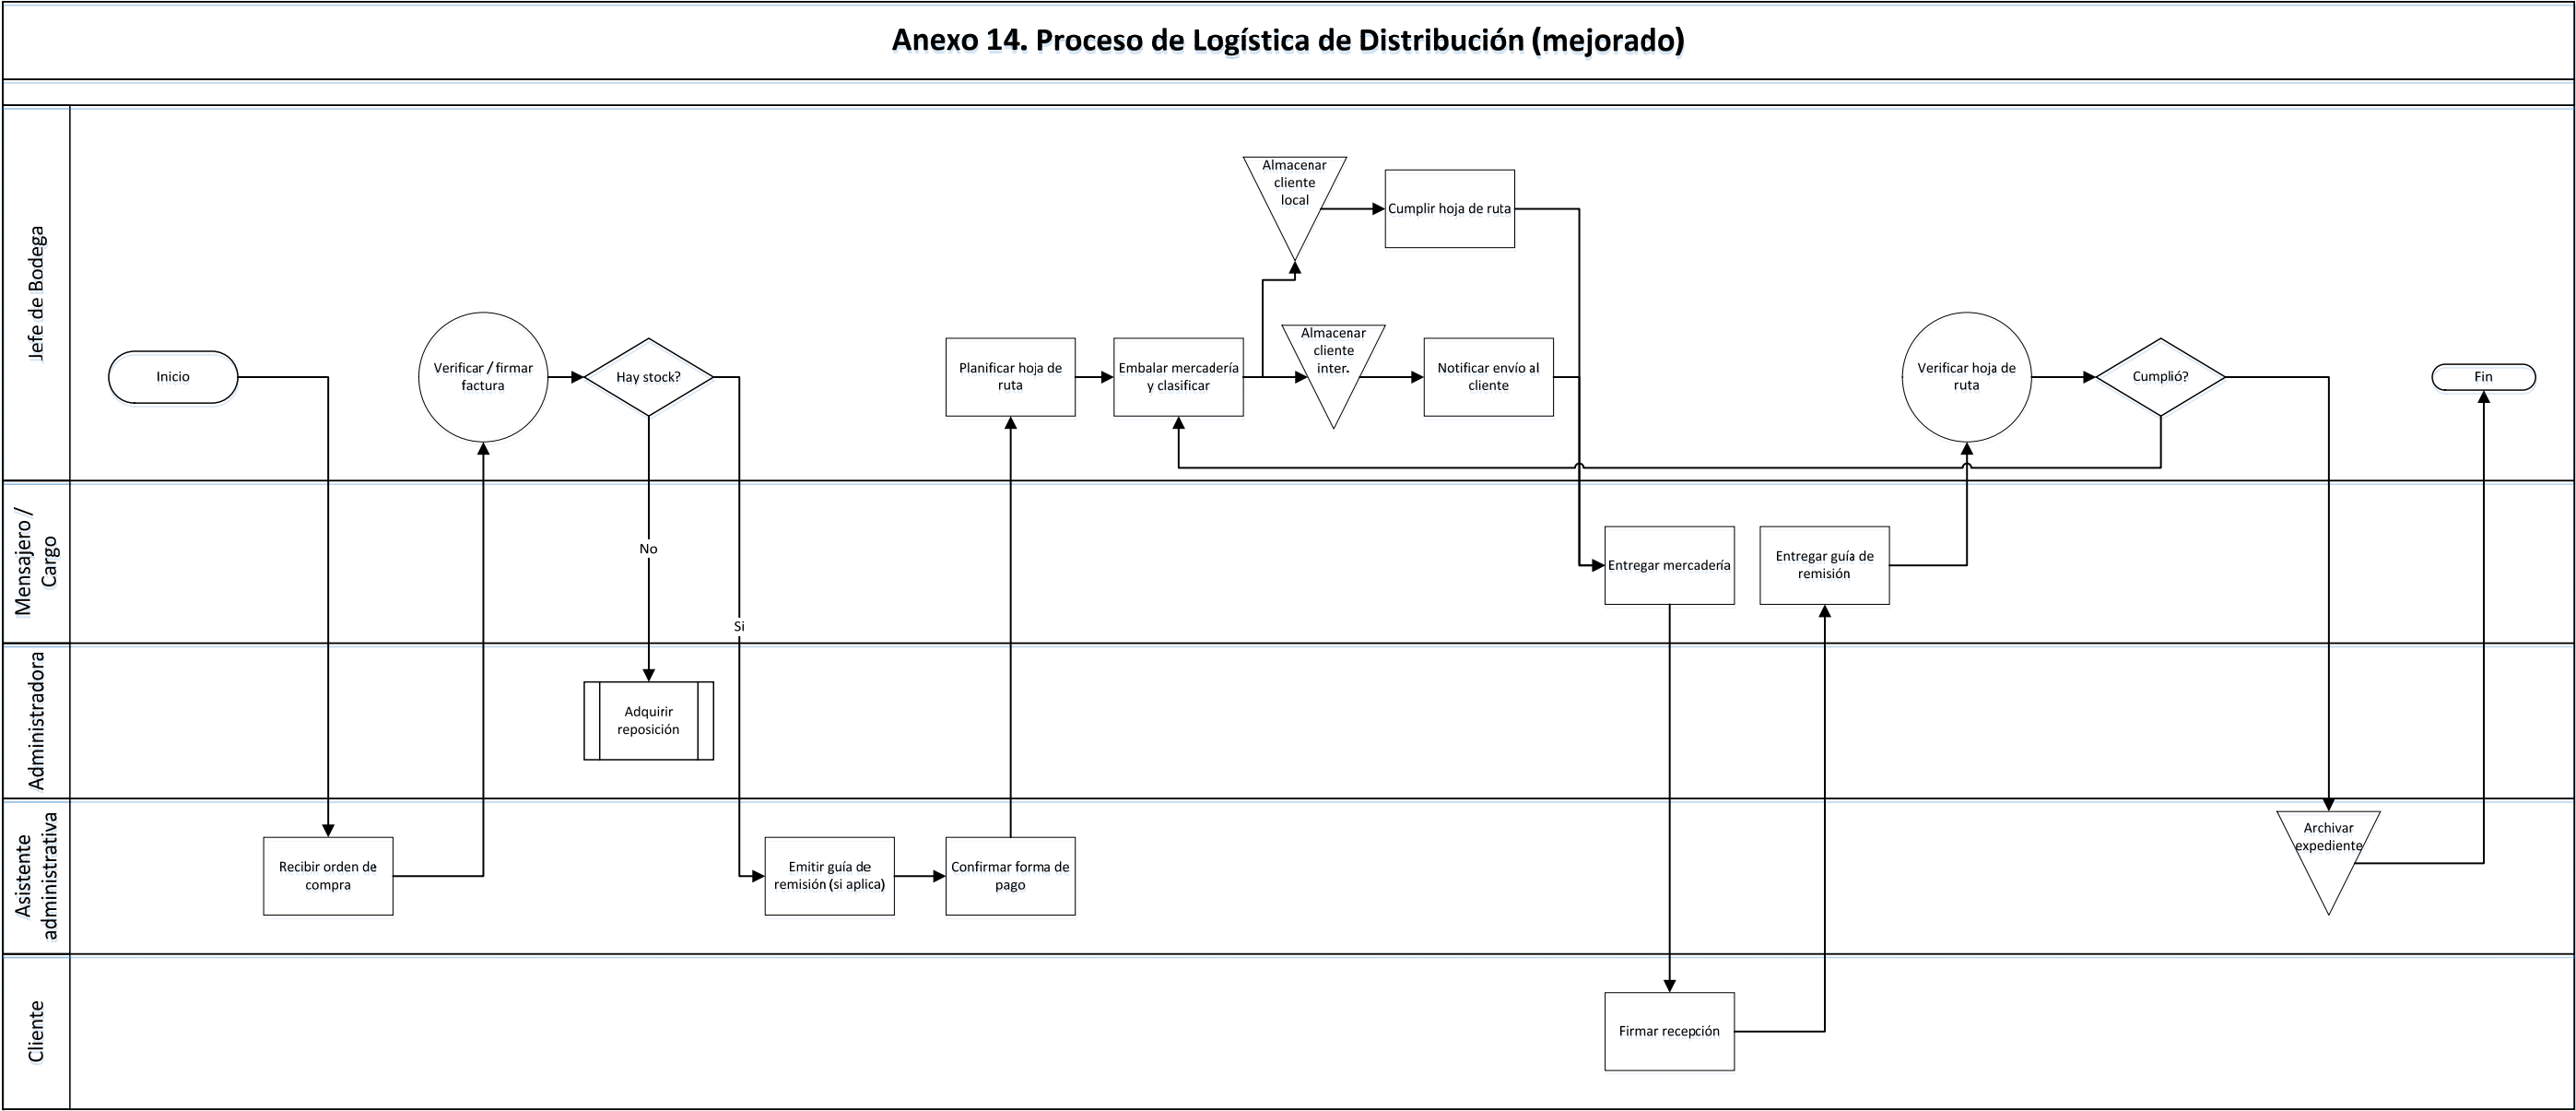 Anexo 14. Proceso de Logística de Distribución (mejorado)
Jefe de Bodega
Inicio
Verificar / firmar
factura
Hay stock?
Planificar hoja de
ruta
Embalar mercadería
y clasificar
Almacenar
cliente
local
Cumplir hoja de ruta
Almacenar
cliente
inter.
Notificar envío al
cliente
Verificar hoja de
ruta
Cumplió?
Fin
Mensajero /
Cargo
No
Si
Entregar mercadería
Entregar guía de
remisión
Administradora
Adquirir
reposición
Asistente
administrativa
Recibir orden de
compra
Emitir guía de
remisión (si aplica)
Confirmar forma de
pago
Archivar
expediente
Cliente
Firmar recepción